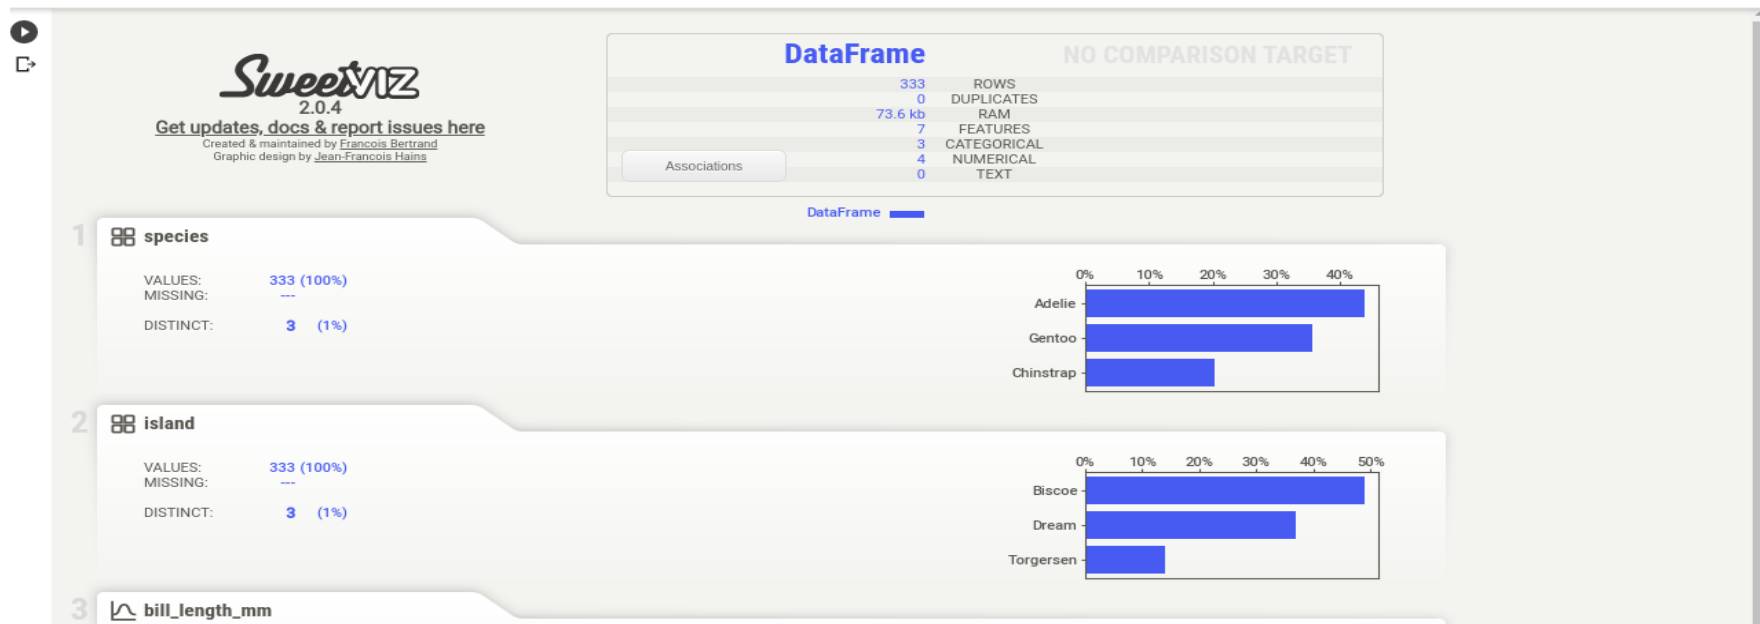 SweetVIZ
2.0.4
Get updates, docs & report issues here
Created & maintained by Francois Bertrand
Graphic design by Jean-Francois Hains
DataFrame NO COMPARISON TARGET
333 ROWS
0 DUPLICATES
73.6 kb RAM
7 FEATURES
3 CATEGORICAL
4 NUMERICAL
0 TEXT
Associations
DataFrame
1 species
VALUES: 333 (100%)
MISSING: ---
DISTINCT: 3 (1%)
0% 10% 20% 30% 40%
Adelie
Gentoo
Chinstrap
2 island
VALUES: 333 (100%)
MISSING: ---
DISTINCT: 3 (1%)
0% 10% 20% 30% 40% 50%
Biscoe
Dream
Torgersen
3 bill_length_mm